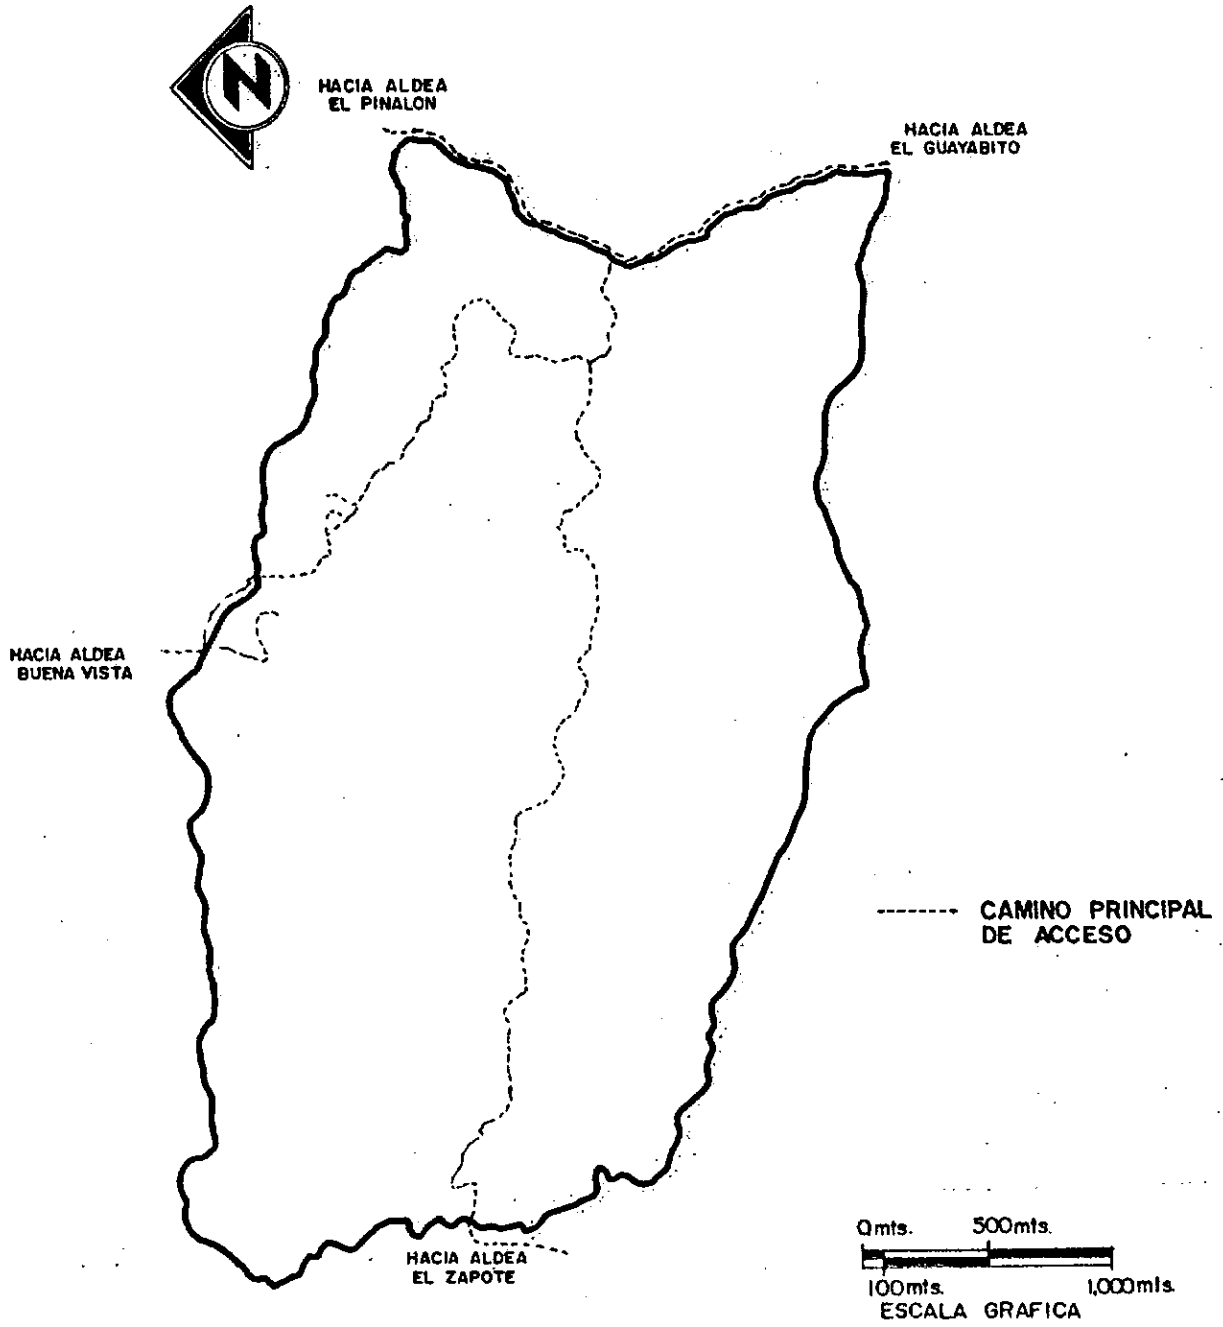 N
HACIA ALDEA
EL PINALON
HACIA ALDEA
EL GUAYABITO
HACIA ALDEA
BUENA VISTA
CAMINO PRINCIPAL
DE ACCESO
HACIA ALDEA
EL ZAPOTE
0mts. 500mts.
100mts. 1,000mts.
ESCALA GRAFICA